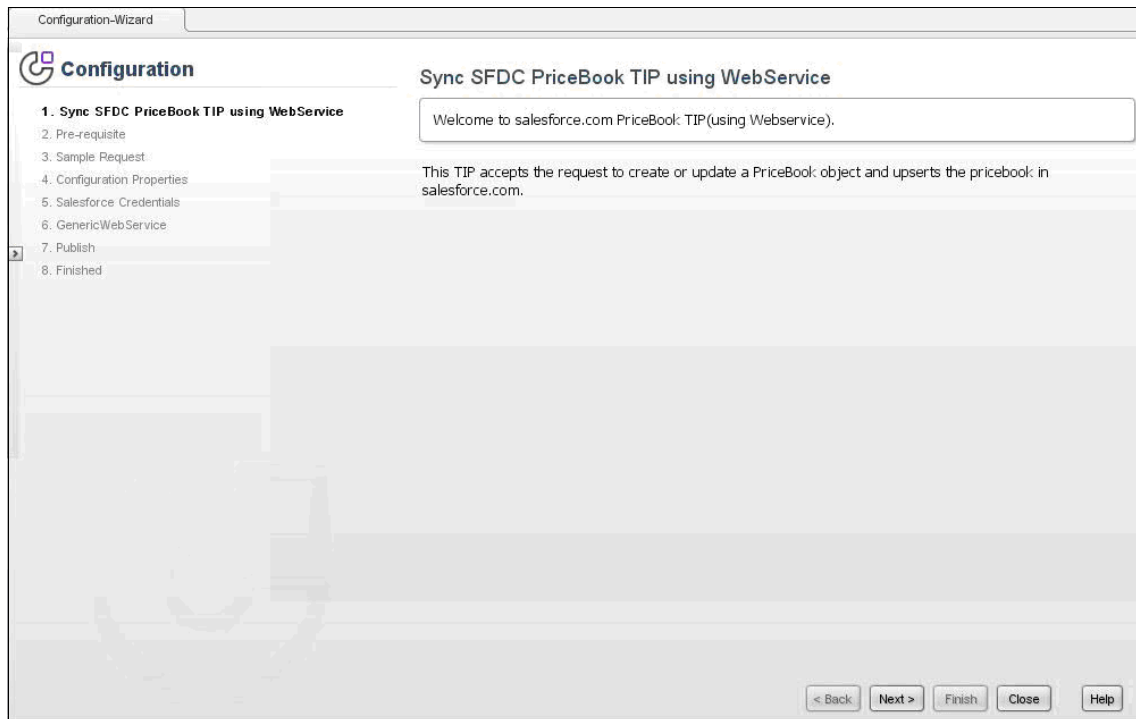 Configuration-Wizard
Configuration
1. Sync SFDC PriceBook TIP using WebService
2. Pre-requisite
3. Sample Request
4. Configuration Properties
5. Salesforce Credentials
6. GenericWebService
7. Publish
8. Finished
Sync SFDC PriceBook TIP using WebService
Welcome to salesforce.com PriceBook TIP(using Webservice).
This TIP accepts the request to create or update a PriceBook object and upserts the pricebook in
salesforce.com.
< Back Next > Finish Close Help